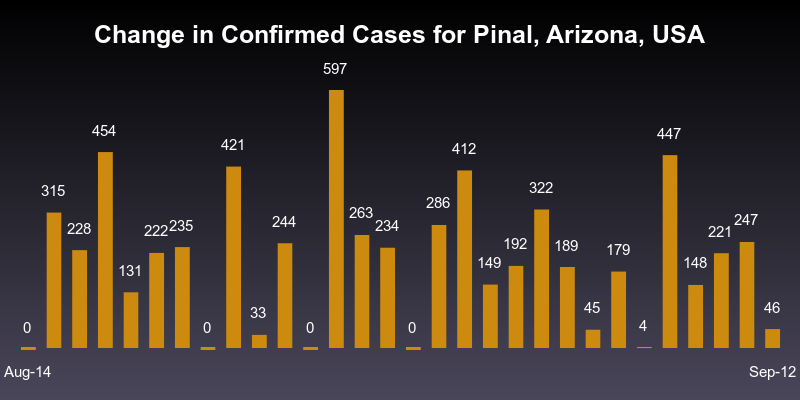 Change in Confirmed Cases for Pinal, Arizona, USA
0 315 228 454 131 222 235 0 421 33 244 0 597 263 234 0 286 412 149 192 322 189 45 179 4 447 148 221 247 46
Aug-14 Sep-12